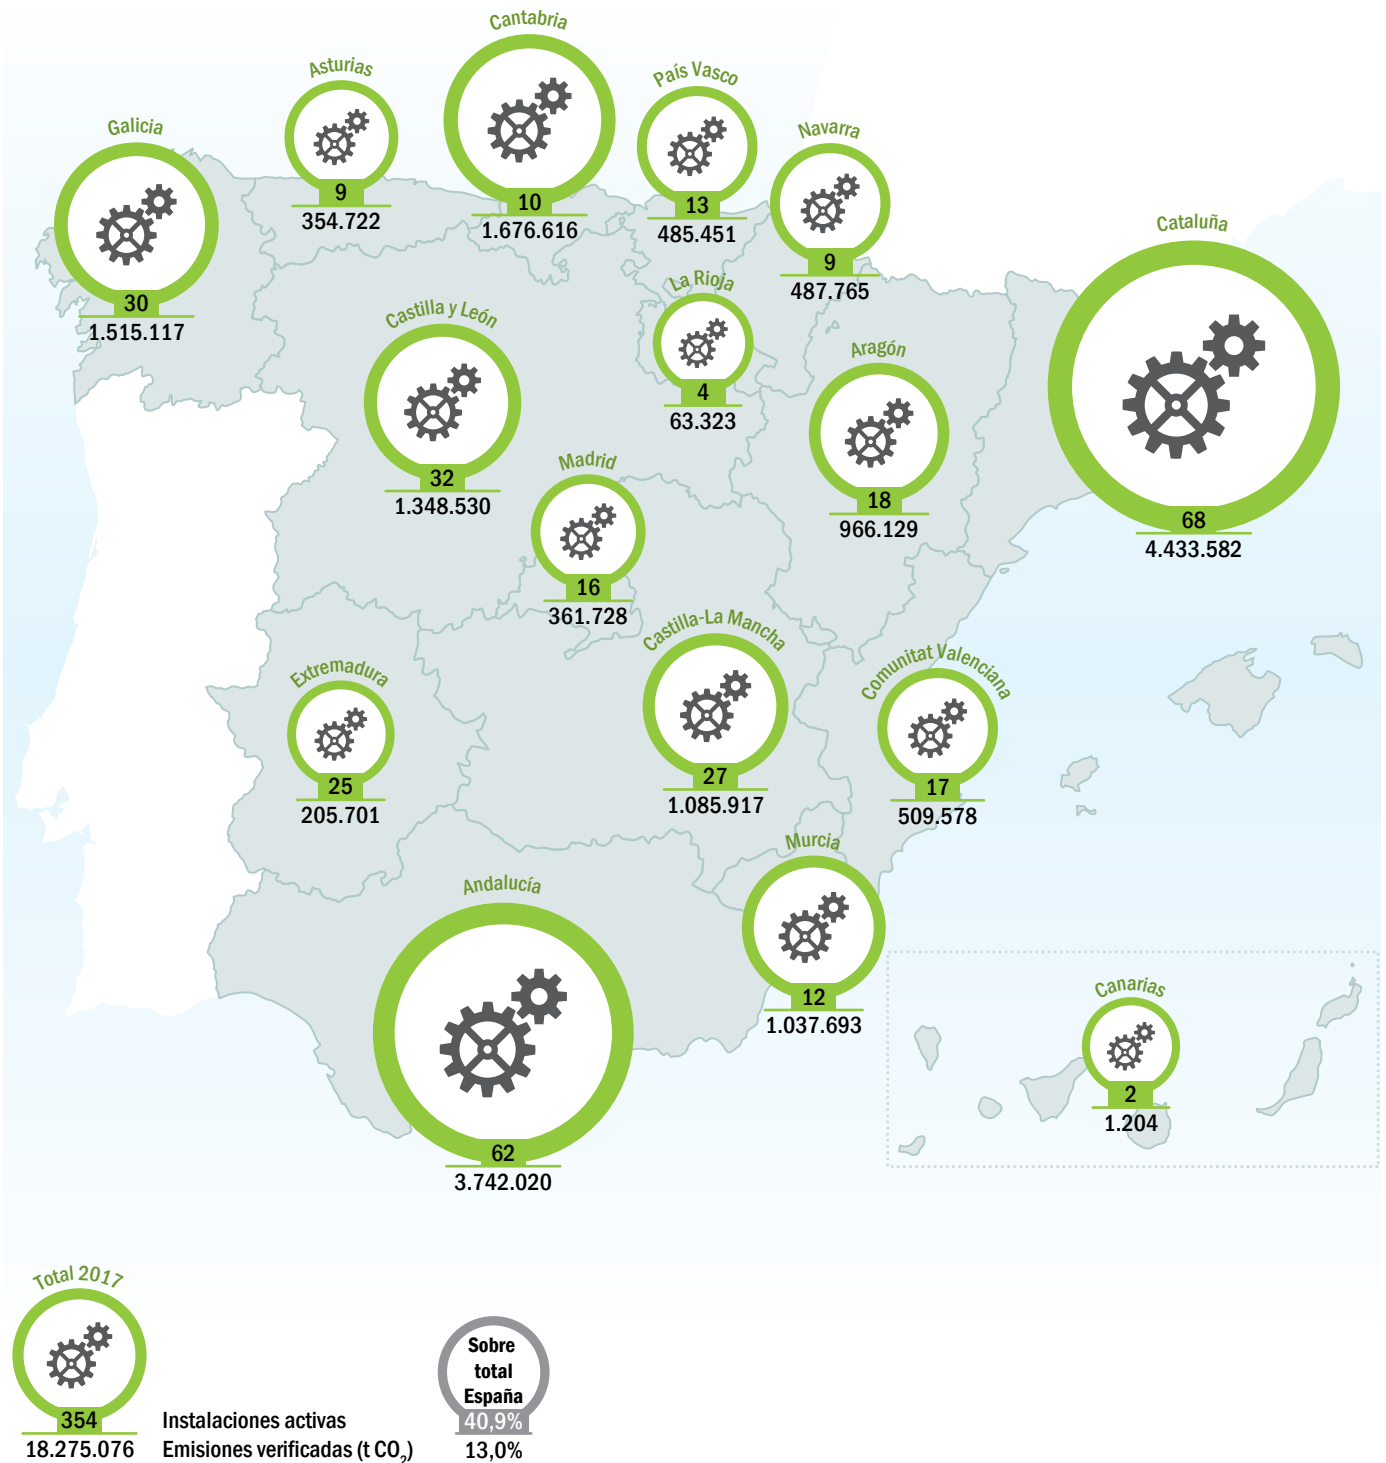 Cantabria
10
1.676.616
Asturias
9
354.722
País Vasco
13
485.451
Galicia
30
1.515.117
Navarra
9
487.765
Cataluña
68
4.433.582
La Rioja
4
63.323
Castilla y León
32
1.348.530
Aragón
18
966.129
Madrid
16
361.728
Castilla-La Mancha
27
1.085.917
Comunitat Valenciana
17
509.578
Extremadura
25
205.701
Murcia
12
1.037.693
Andalucía
62
3.742.020
Canarias
2
1.204
Total 2017
354
18.275.076
Instalaciones activas
Emisiones verificadas (t CO₂)
Sobre
total
España
40,9%
13,0%